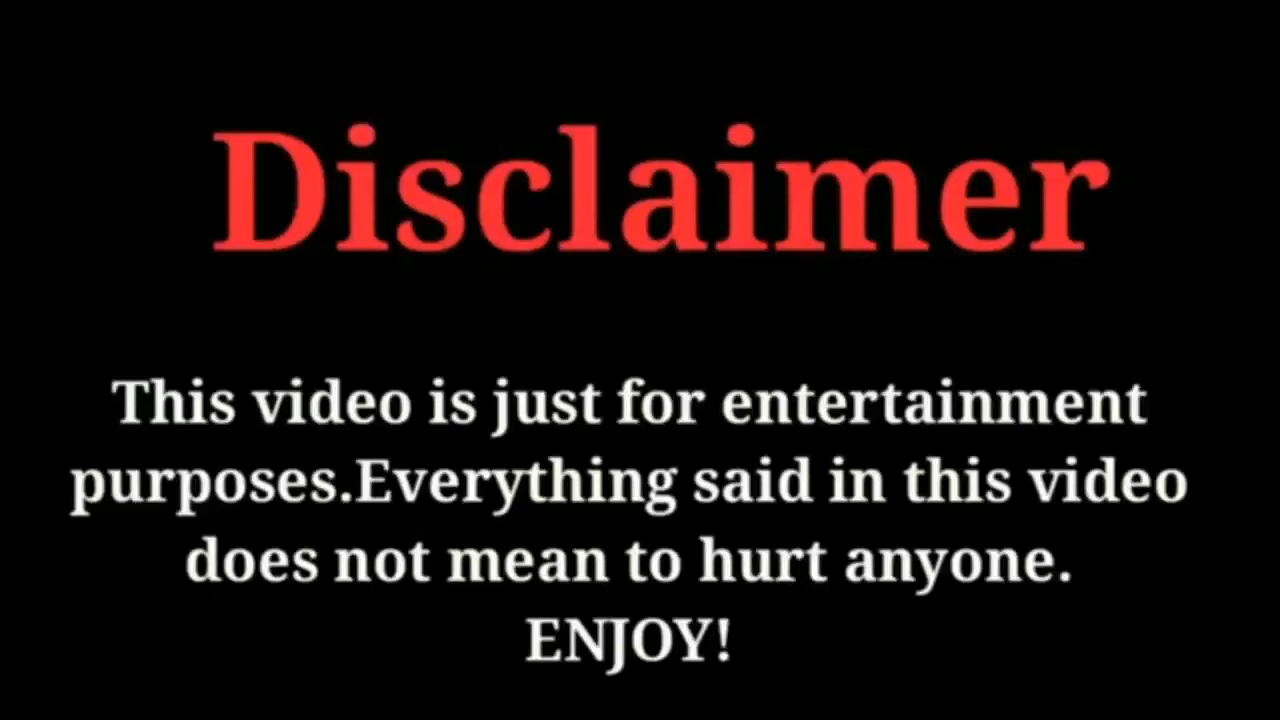 Disclaimer
This video is just for entertainment
purposes.Everything said in this video
does not mean to hurt anyone.
ENJOY!